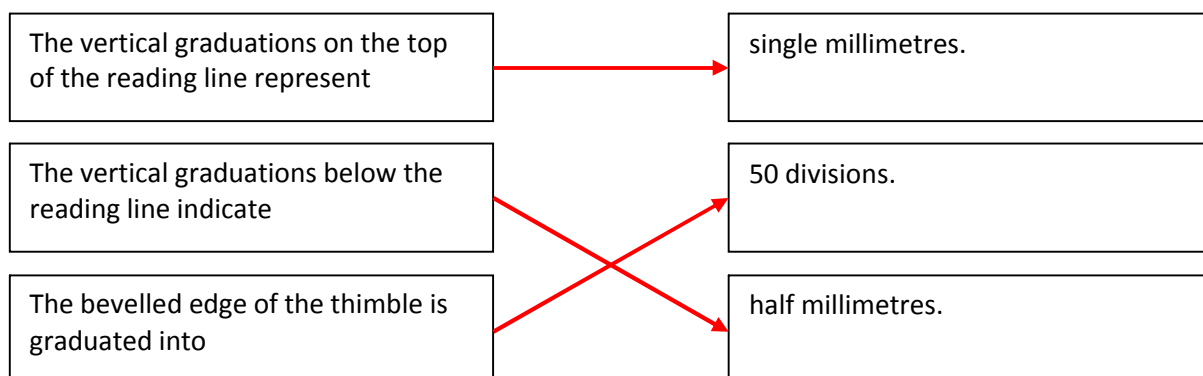 The vertical graduations on the top
of the reading line represent
single millimetres.
The vertical graduations below the
reading line indicate
50 divisions.
The bevelled edge of the thimble is
graduated into
half millimetres.